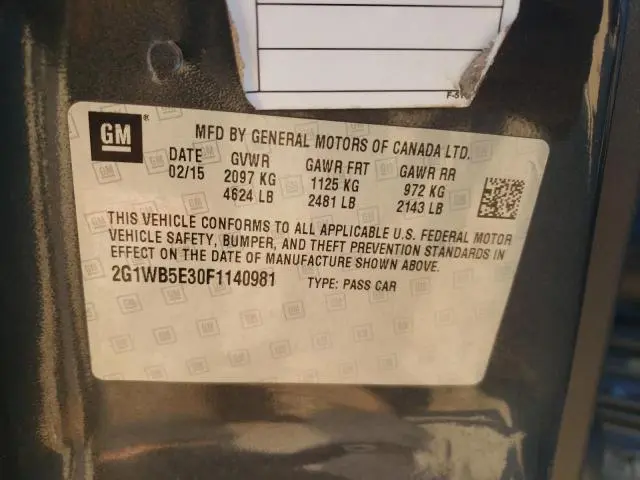 GM ®
MFD BY GENERAL MOTORS OF CANADA LTD.
DATE GVWR GAWR FRT GAWR RR
02/15 2097 KG 1125 KG 972 KG
4624 LB 2481 LB 2143 LB
THIS VEHICLE CONFORMS TO ALL APPLICABLE U.S. FEDERAL MOTOR
VEHICLE SAFETY, BUMPER, AND THEFT PREVENTION STANDARDS IN
EFFECT ON THE DATE OF MANUFACTURE SHOWN ABOVE.
2G1WB5E30F1140981 TYPE: PASS CAR